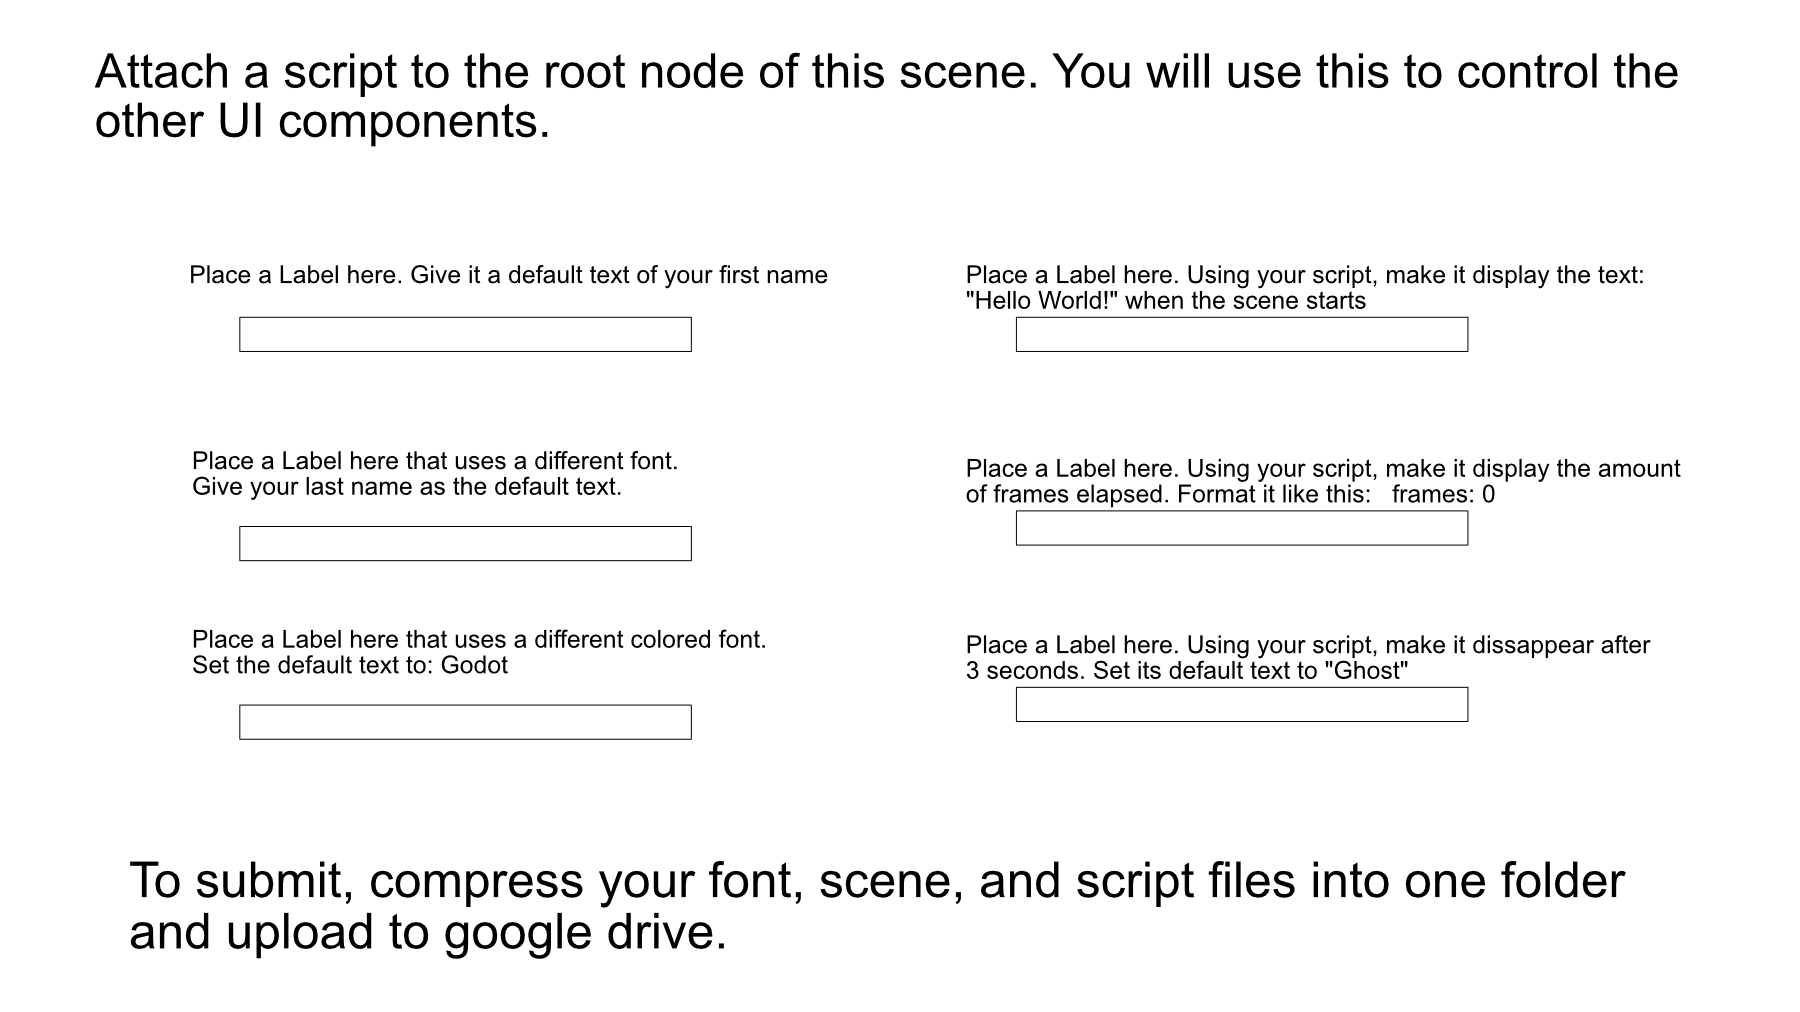 Attach a script to the root node of this scene. You will use this to control the
other UI components.
Place a Label here. Give it a default text of your first name
Place a Label here. Using your script, make it display the text:
"Hello World!" when the scene starts
Place a Label here that uses a different font.
Give your last name as the default text.
Place a Label here. Using your script, make it display the amount
of frames elapsed. Format it like this:   frames: 0
Place a Label here that uses a different colored font.
Set the default text to: Godot
Place a Label here. Using your script, make it dissappear after
3 seconds. Set its default text to "Ghost"
To submit, compress your font, scene, and script files into one folder
and upload to google drive.